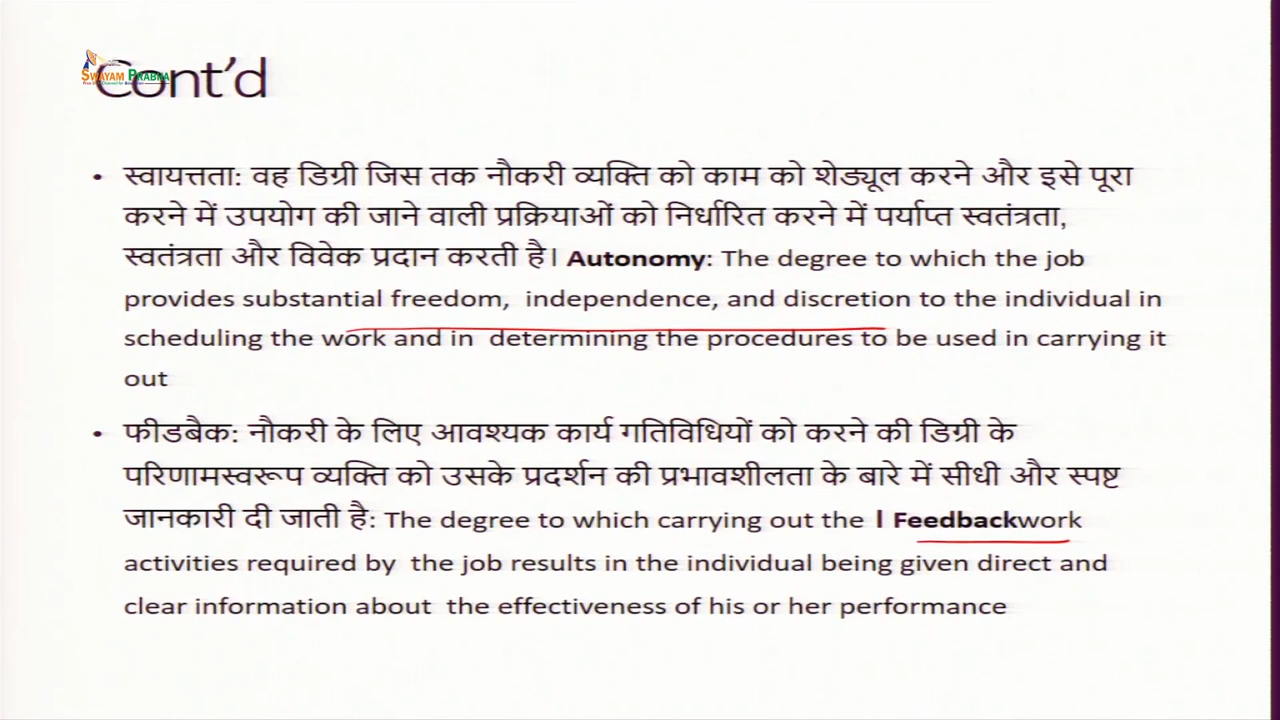 SWAYAM PRABHA
Cont'd
• स्वायत्तता: वह डिग्री जिस तक नौकरी व्यक्ति को काम को शेड्यूल करने और इसे पूरा
करने में उपयोग की जाने वाली प्रक्रियाओं को निर्धारित करने में पर्याप्त स्वतंत्रता,
स्वतंत्रता और विवेक प्रदान करती है। Autonomy: The degree to which the job
provides substantial freedom, independence, and discretion to the individual in
scheduling the work and in determining the procedures to be used in carrying it
out
• फीडबैक: नौकरी के लिए आवश्यक कार्य गतिविधियों को करने की डिग्री के
परिणामस्वरूप व्यक्ति को उसके प्रदर्शन की प्रभावशीलता के बारे में सीधी और स्पष्ट
जानकारी दी जाती है: The degree to which carrying out the । Feedbackwork
activities required by the job results in the individual being given direct and
clear information about the effectiveness of his or her performance